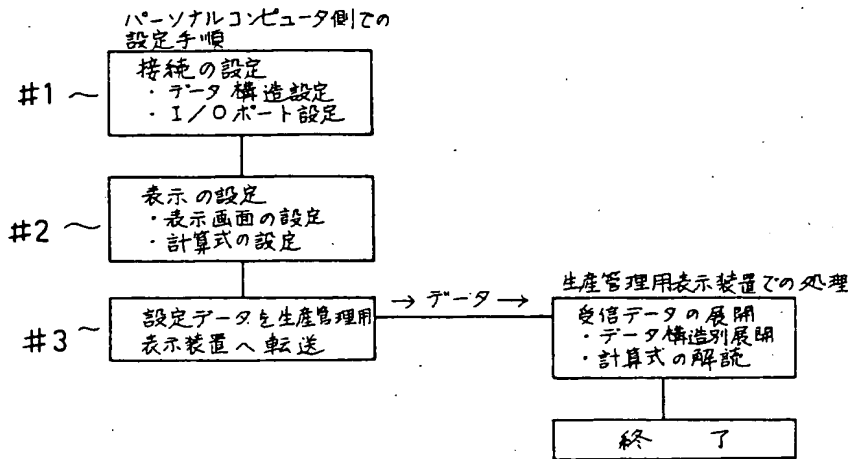 パーソナルコンピュータ側での
設定手順
#1
接続の設定
・データ構造設定
・I/Oポート設定
#2
表示の設定
・表示画面の設定
・計算式の設定
#3
設定データを生産管理用
表示装置へ転送
→データ→
生産管理用表示装置での処理
受信データの展開
・データ構造別展開
・計算式の解読
終 了